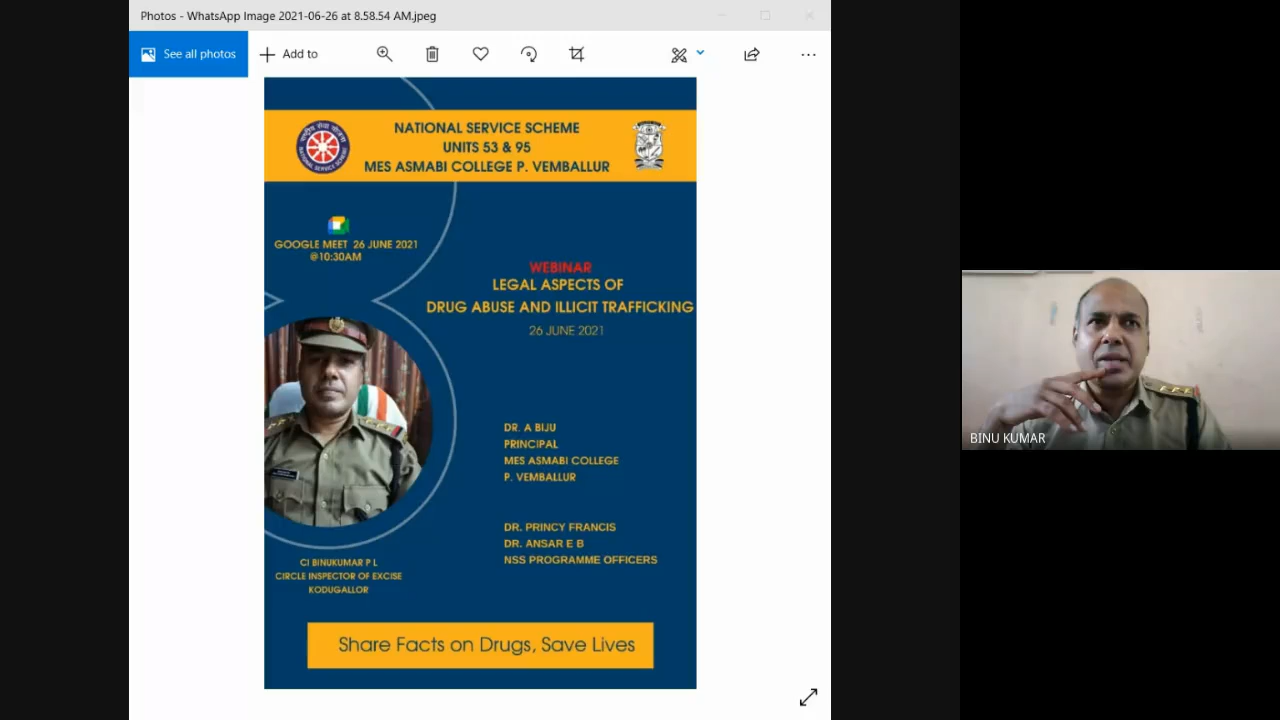 Photos - WhatsApp Image 2021-06-26 at 8.58.54 AM.jpeg
See all photos
Add to
NATIONAL SERVICE SCHEME
UNITS 53 & 95
MES ASMABI COLLEGE P. VEMBALLUR
GOOGLE MEET 26 JUNE 2021
@10:30AM
WEBINAR
LEGAL ASPECTS OF
DRUG ABUSE AND ILLICIT TRAFFICKING
26 JUNE 2021
DR. A BIJU
PRINCIPAL
MES ASMABI COLLEGE
P. VEMBALLUR
DR. PRINCY FRANCIS
DR. ANSAR E B
NSS PROGRAMME OFFICERS
CI BINUKUMAR P L
CIRCLE INSPECTOR OF EXCISE
KODUGALLOR
Share Facts on Drugs, Save Lives
BINU KUMAR